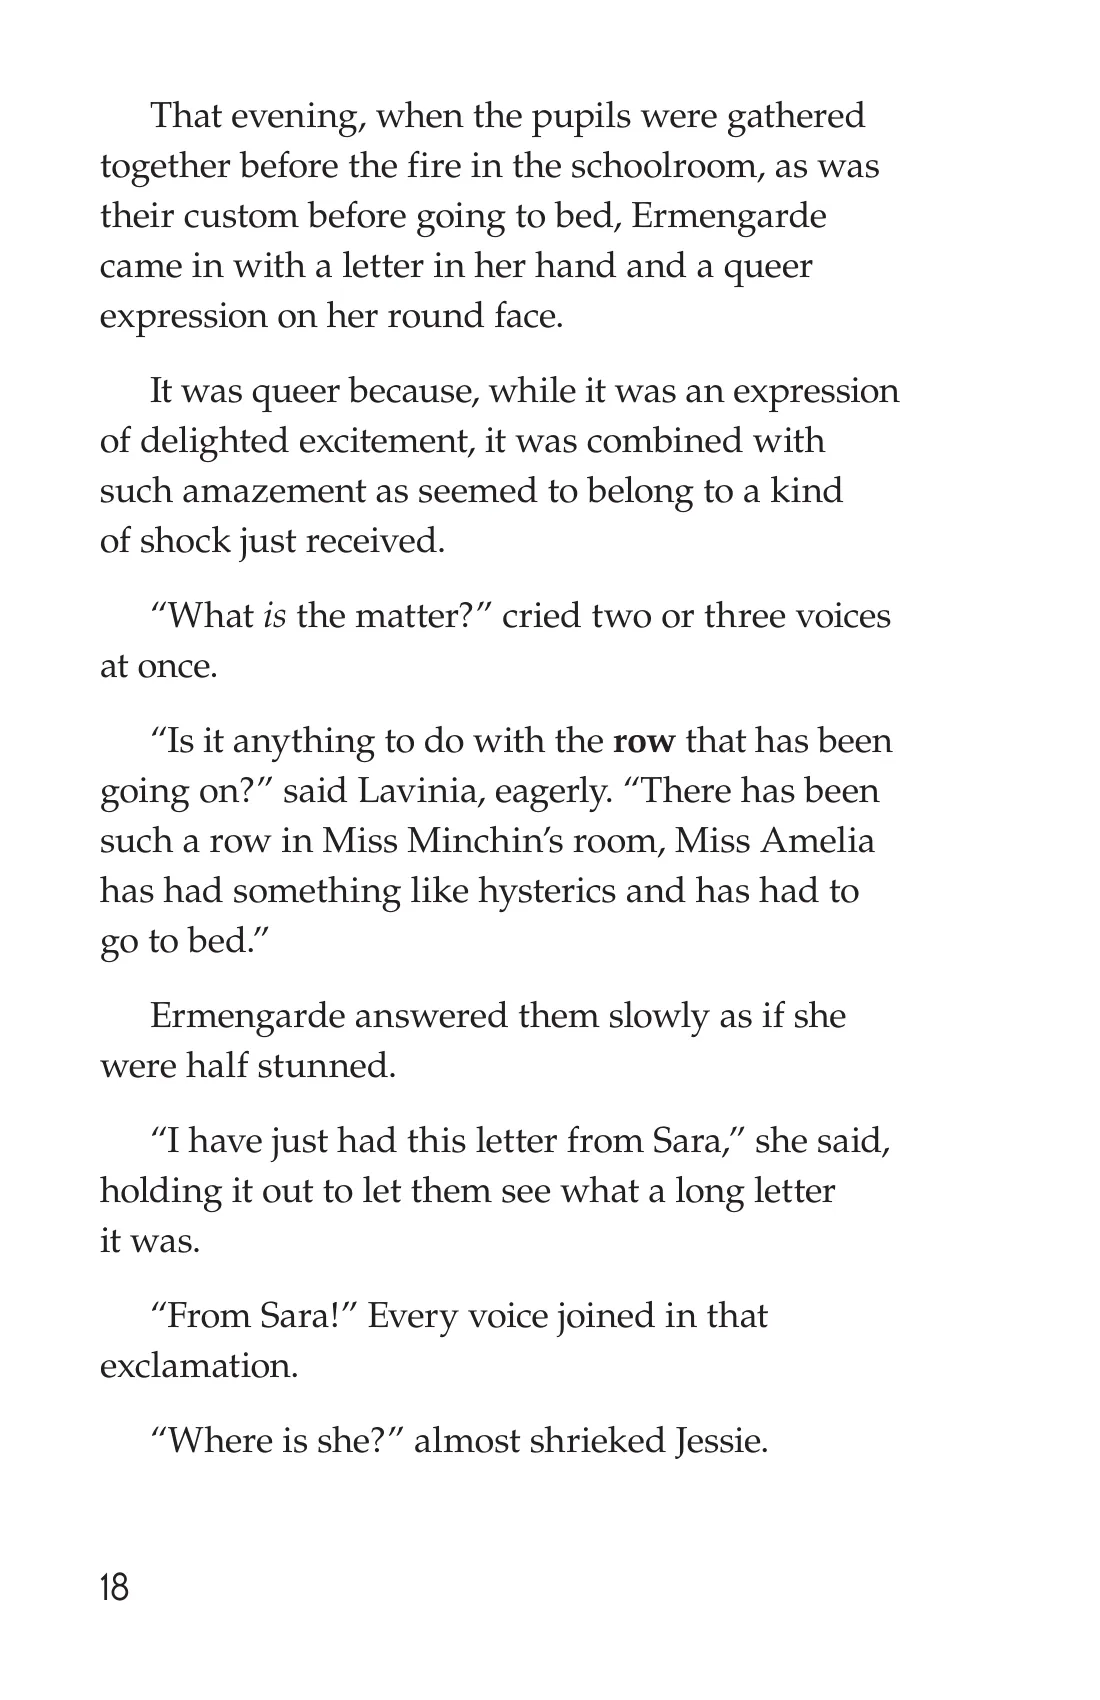 That evening, when the pupils were gathered
together before the fire in the schoolroom, as was
their custom before going to bed, Ermengarde
came in with a letter in her hand and a queer
expression on her round face.
It was queer because, while it was an expression
of delighted excitement, it was combined with
such amazement as seemed to belong to a kind
of shock just received.
“What is the matter?” cried two or three voices
at once.
“Is it anything to do with the row that has been
going on?” said Lavinia, eagerly. “There has been
such a row in Miss Minchin’s room, Miss Amelia
has had something like hysterics and has had to
go to bed.”
Ermengarde answered them slowly as if she
were half stunned.
“I have just had this letter from Sara,” she said,
holding it out to let them see what a long letter
it was.
“From Sara!” Every voice joined in that
exclamation.
“Where is she?” almost shrieked Jessie.
18